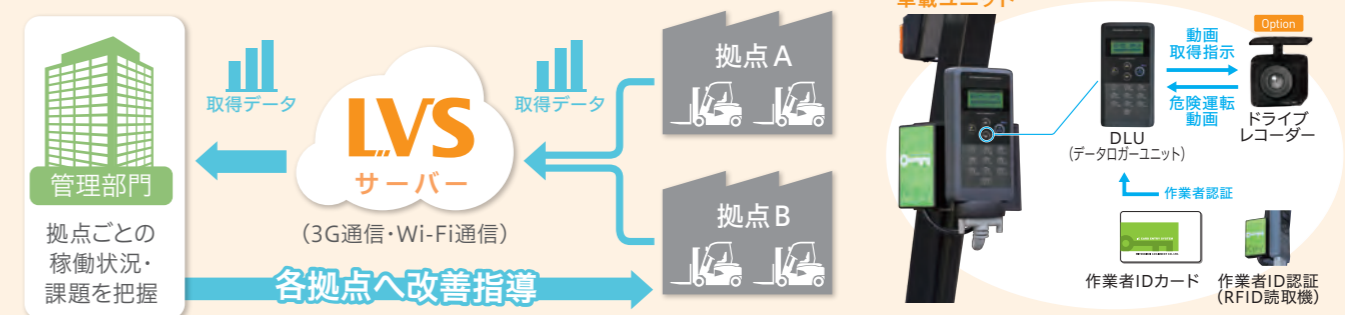 取得データ
LVS
サーバー
(3G通信・Wi-Fi通信)
取得データ
管理部門
拠点ごとの
稼働状況・
課題を把握
各拠点へ改善指導
拠点A
拠点B
車載ユニット
DLU
(データロガーユニット)
動画
取得指示
危険運転
動画
Option
ドライブ
レコーダー
作業者認証
作業者IDカード
作業者ID認証
(RFID読取機)